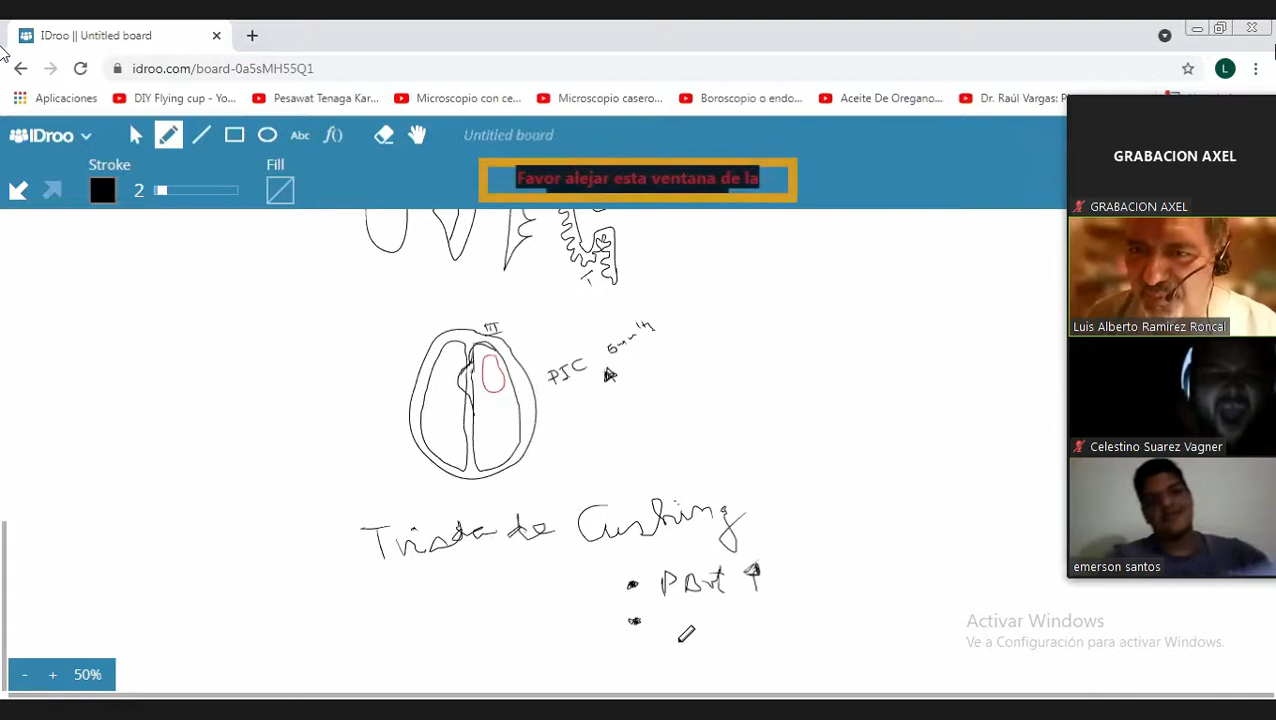 IDroo || Untitled board
idroo.com/board-0a5sMH55Q1
L
Aplicaciones
DIY Flying cup - Yo...
Pesawat Tenaga Kar...
Microscopio con ce...
Microscopio casero...
Boroscopio o endo...
Aceite De Oregano...
Dr. Raúl Vargas:
IDroo
Abc
f()
Untitled board
Stroke
Fill
2
Favor alejar esta ventana de la
GRABACION AXEL
GRABACION AXEL
Luis Alberto Ramirez Roncal
Celestino Suarez Vagner
emerson santos
III
PIC
Triada de Cushing
• PArt ↑
•
Activar Windows
Ve a Configuración para activar Windows.
- + 50%